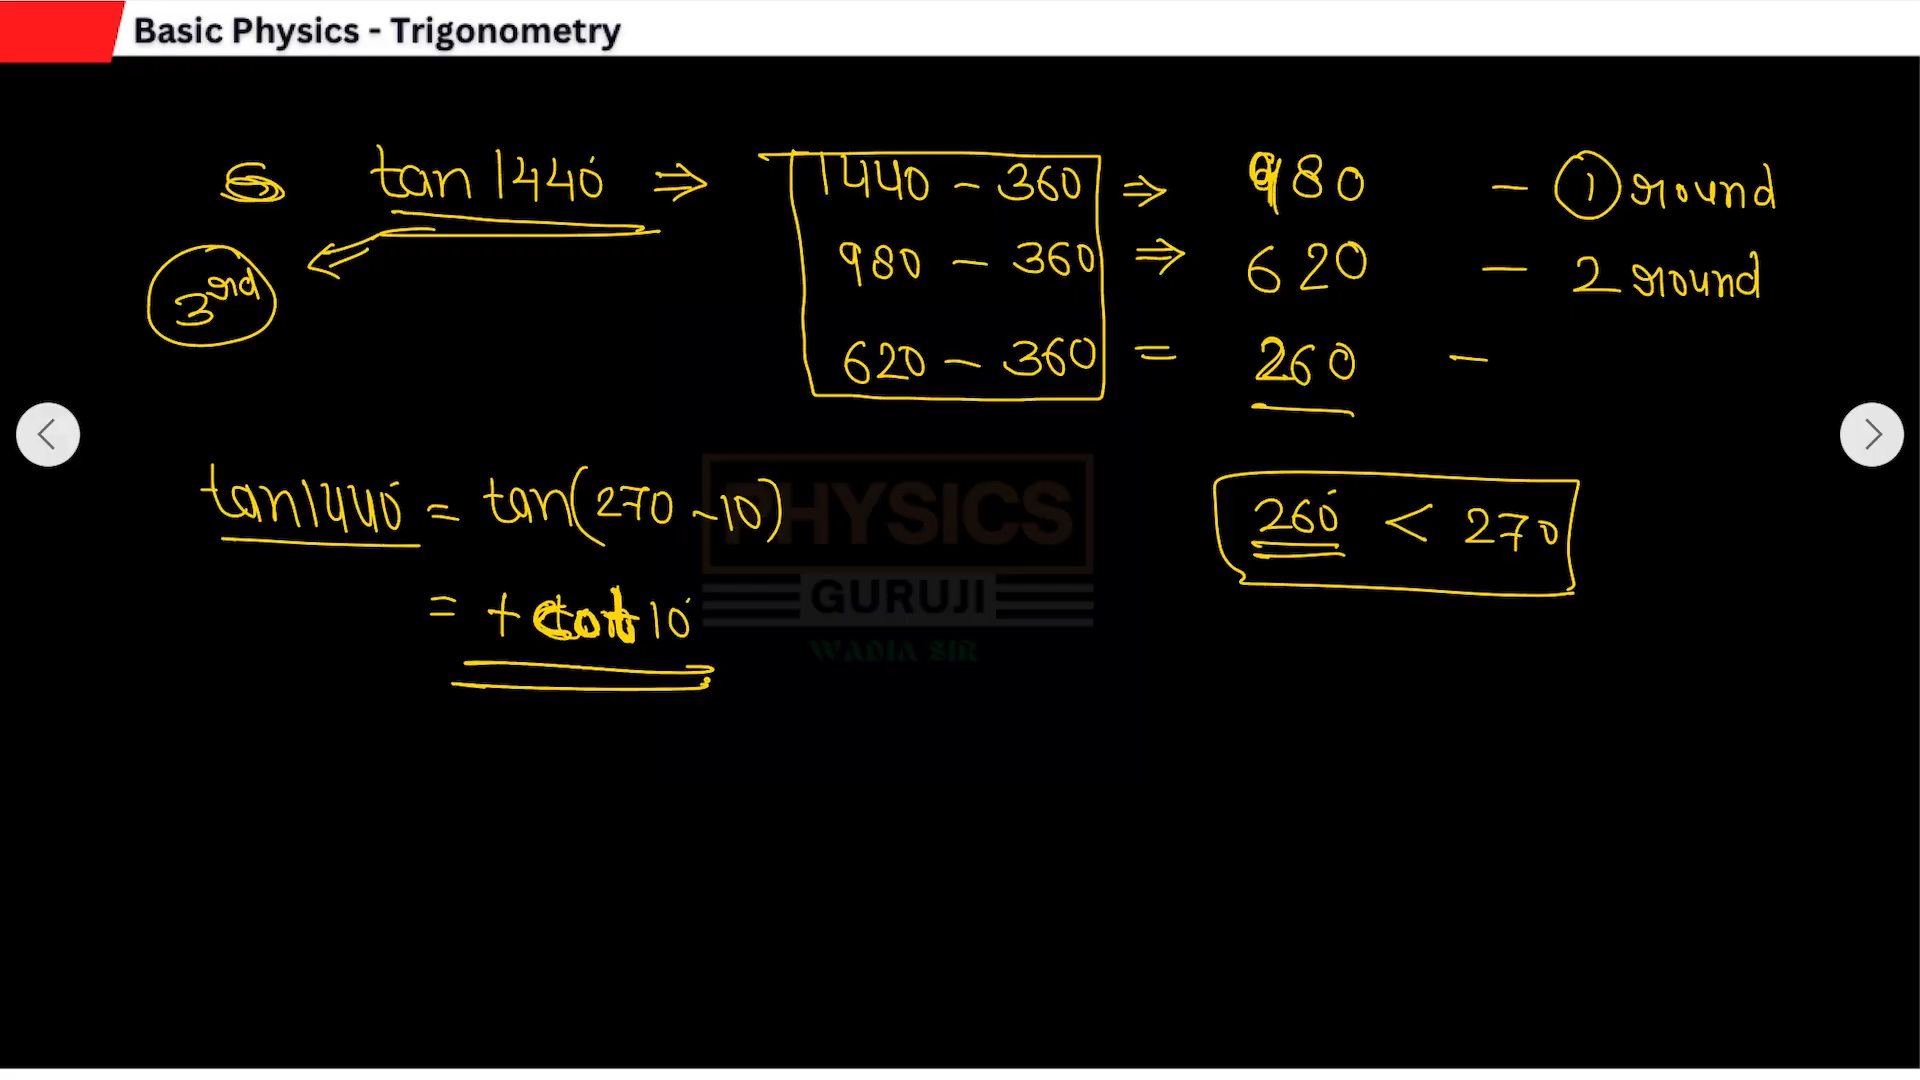 Basic Physics - Trigonometry
tan 1440° ⇒ 1440 - 360 ⇒ 980 - ① round
3rd
980 - 360 ⇒ 620 - 2 round
620 - 360 = 260 -
tan1440° = tan(270 - 10)
260° < 270
= + cot 10°
PHYSICS
GURUJI
WADIA SIR